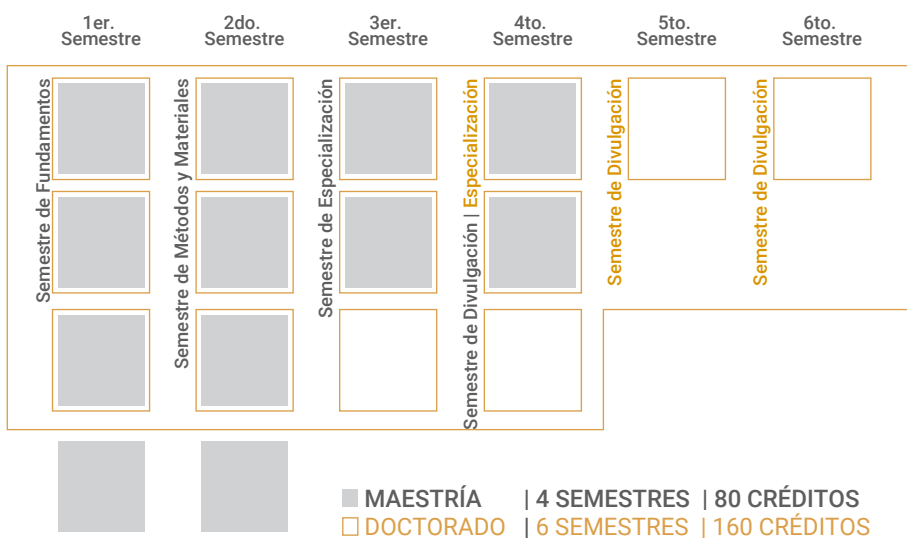 1er.
Semestre
2do.
Semestre
3er.
Semestre
4to.
Semestre
5to.
Semestre
6to.
Semestre
Semestre de Fundamentos
Semestre de Métodos y Materiales
Semestre de Especialización
Semestre de Divulgación | Especialización
Semestre de Divulgación
Semestre de Divulgación
MAESTRÍA | 4 SEMESTRES | 80 CRÉDITOS
DOCTORADO | 6 SEMESTRES | 160 CRÉDITOS